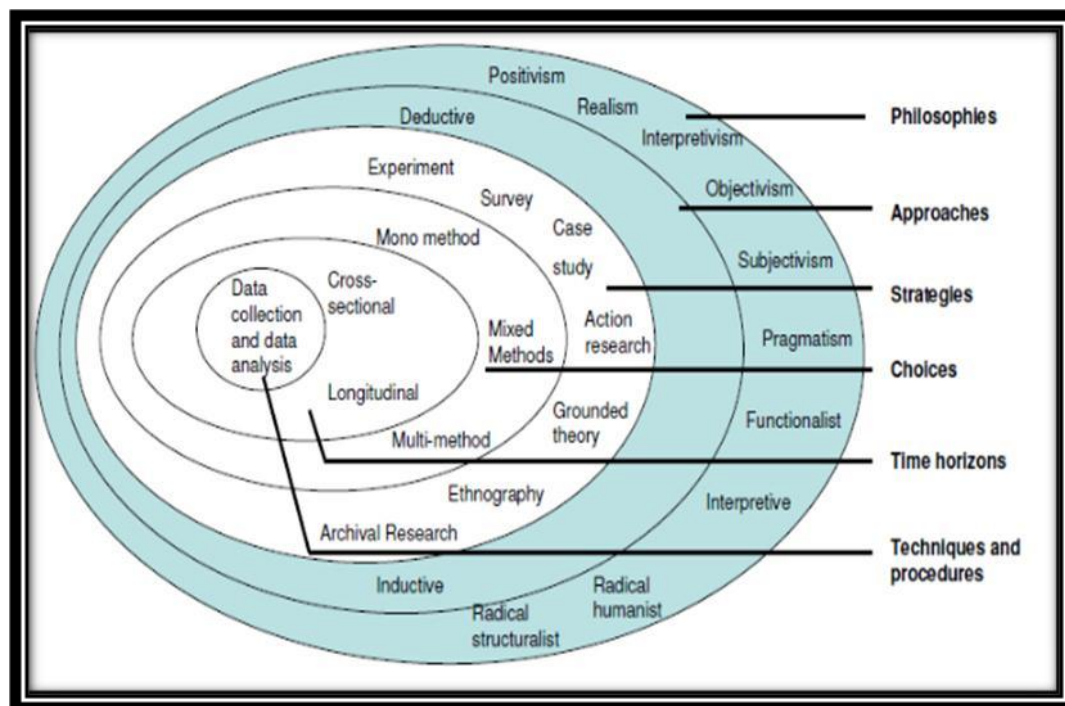 Positivism
Realism
Interpretivism
Philosophies
Deductive
Experiment
Survey
Objectivism
Approaches
Mono method
Case
study
Subjectivism
Cross-
sectional
Data
collection
and data
analysis
Strategles
Mixed
Methods
Action
research
Pragmatism
Choices
Longitudinal
Multi-method
Grounded
theory
Functionalist
Time horizons
Ethnography
Interpretive
Archival Research
Techniques and
procedures
Inductive
Radical
structuralist
Radical
humanist